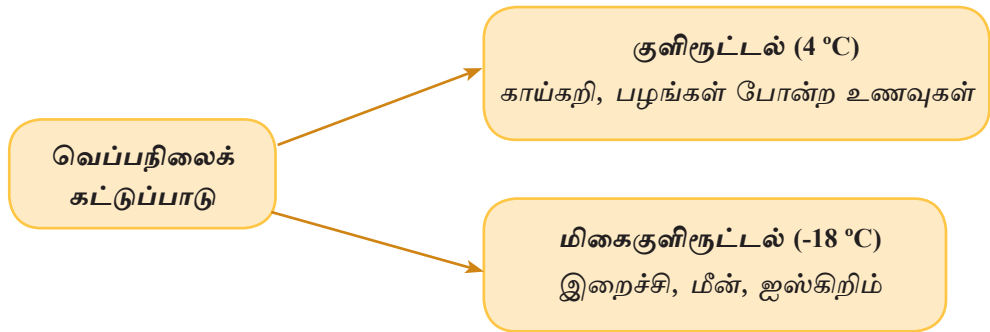 வெப்பநிலைக்
கட்டுப்பாடு
குளிரூட்டல் (4 ºC)
காய்கறி, பழங்கள் போன்ற உணவுகள்
மிகைகுளிரூட்டல் (-18 ºC)
இறைச்சி, மீன், ஐஸ்கிறிம்